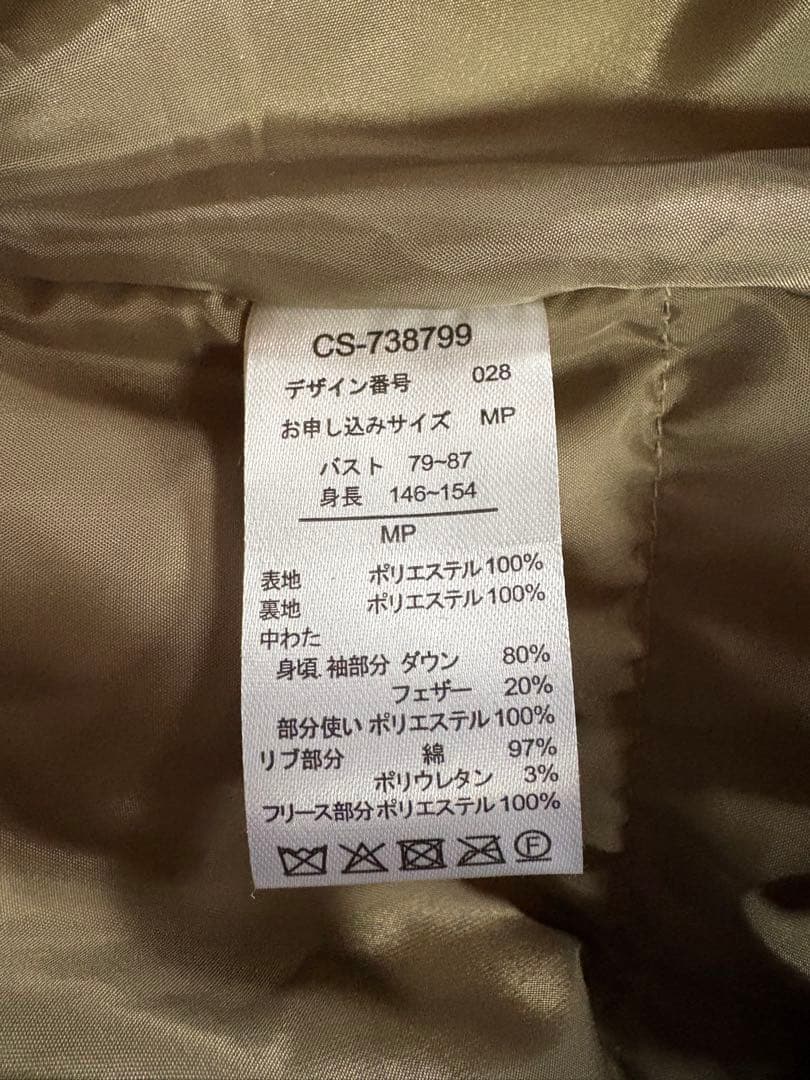 CS-738799
デザイン番号 028
お申し込みサイズ MP
バスト 79~87
身長 146~154
MP
表地 ポリエステル100%
裏地 ポリエステル100%
中わた
身頃.袖部分 ダウン 80%
フェザー 20%
部分使い ポリエステル100%
リブ部分 綿 97%
ポリウレタン 3%
フリース部分ポリエステル100%
F